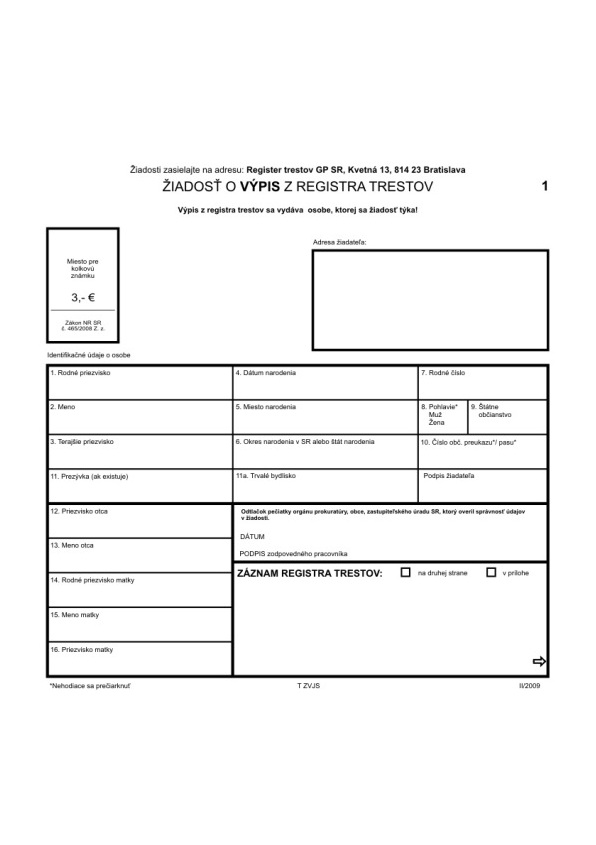 Žiadosti zasielajte na adresu: Register trestov GP SR, Kvetná 13, 814 23 Bratislava
ŽIADOSŤ O VÝPIS Z REGISTRA TRESTOV
1
Výpis z registra trestov sa vydáva osobe, ktorej sa žiadosť týka!
Miesto pre
kolkovú
známku
3,- €
Zákon NR SR
č. 465/2008 Z. z.
Adresa žiadateľa:
Identifikačné údaje o osobe
1. Rodné priezvisko
4. Dátum narodenia
7. Rodné číslo
2. Meno
5. Miesto narodenia
8. Pohlavie*
Muž
Žena
9. Štátne
občianstvo
3. Terajšie priezvisko
6. Okres narodenia v SR alebo štát narodenia
10. Číslo obč. preukazu*/ pasu*
11. Prezývka (ak existuje)
11a. Trvalé bydlisko
Podpis žiadateľa
12. Priezvisko otca
Odtlačok pečiatky orgánu prokuratúry, obce, zastupiteľského úradu SR, ktorý overil správnosť údajov
v žiadosti.
DÁTUM
13. Meno otca
PODPIS zodpovedného pracovníka
ZÁZNAM REGISTRA TRESTOV:
na druhej strane
v prílohe
14. Rodné priezvisko matky
15. Meno matky
16. Priezvisko matky
*Nehodiace sa prečiarknuť
T ZVJS
II/2009